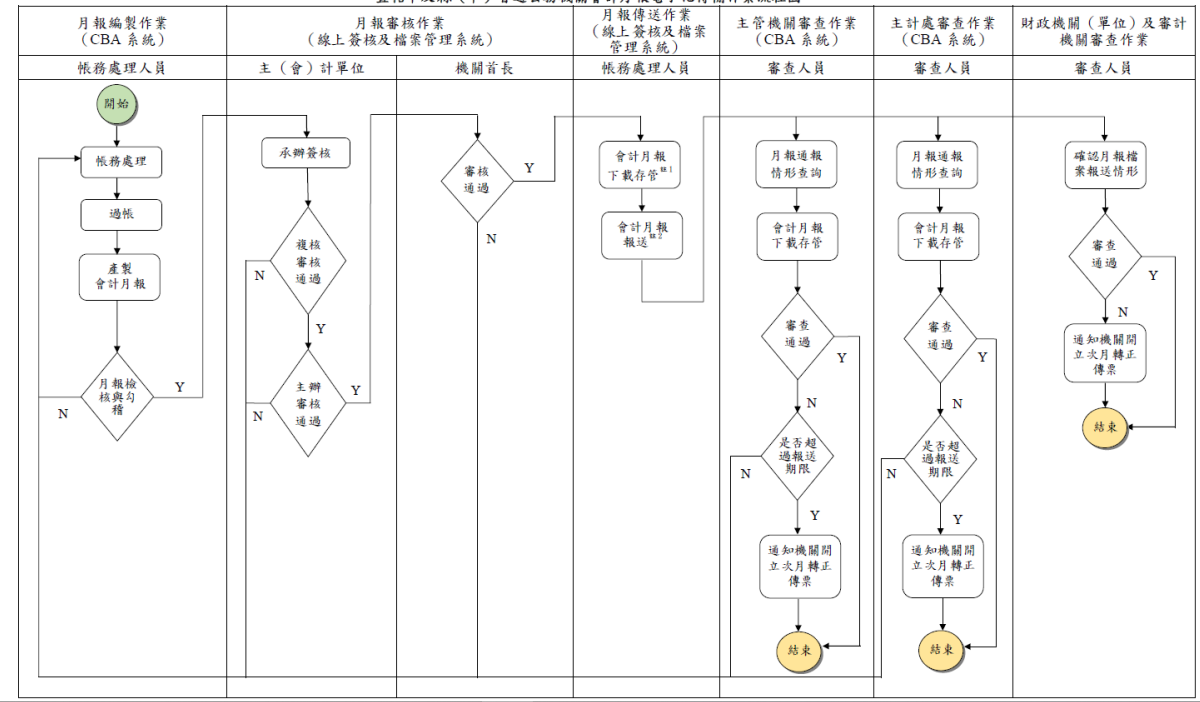 月報編製作業
(CBA 系統)
月報審核作業
(線上簽核及檔案管理系統)
月報傳送作業
(線上簽核及檔案
管理系統)
主管機關審查作業
(CBA 系統)
主計處審查作業
(CBA 系統)
財政機關(單位)及審計
機關審查作業
帳務處理人員
主(會)計單位
機關首長
帳務處理人員
審查人員
審查人員
審查人員
開始
帳務處理
過帳
產製
會計月報
月報檢
核與勾
稽
Y
N
承辦簽核
複核
審核
通過
N
Y
主辦
審核
通過
Y
N
審核
通過
Y
N
會計月報
下載存管註1
會計月報
報送註2
月報通報
情形查詢
會計月報
下載存管
審查
通過
Y
N
是否超
過報送
期限
N
Y
通知機關開
立次月轉正
傳票
結束
月報通報
情形查詢
會計月報
下載存管
審查
通過
Y
N
是否超
過報送
期限
N
Y
通知機關開
立次月轉正
傳票
結束
確認月報檔
案報送情形
審查
通過
Y
N
通知機關開
立次月轉正
傳票
結束